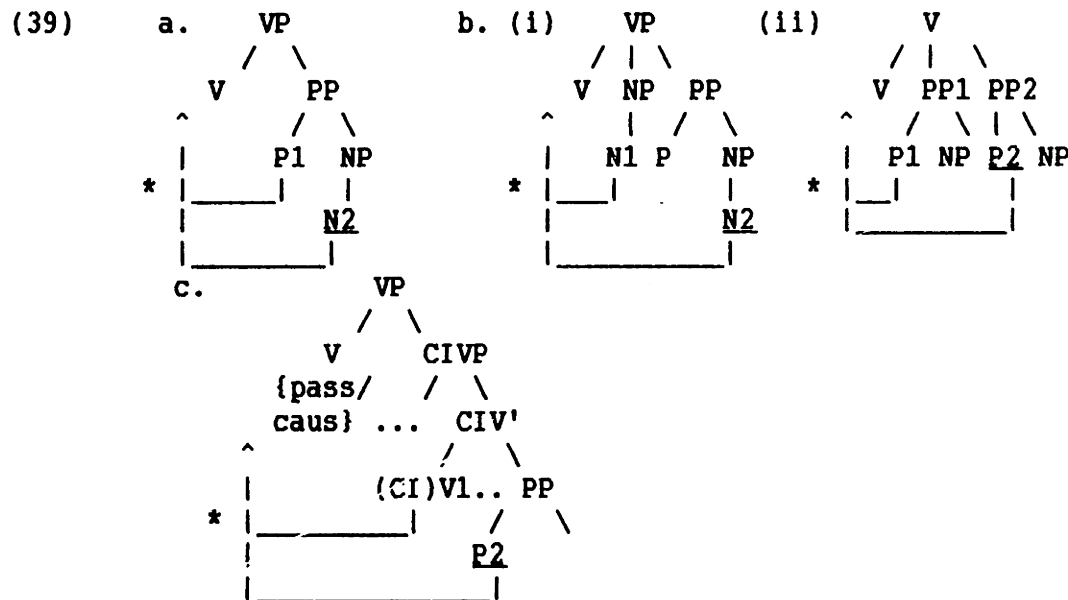 (39) a. VP b. (i) VP (ii) V
V PP V NP PP V PP1 PP2
P1 NP N1 P NP P1 NP P2 NP
* * *
N2 N2
c. VP
V CIVP
{pass/
caus} ... CIV'
(CI)V1.. PP
*
P2